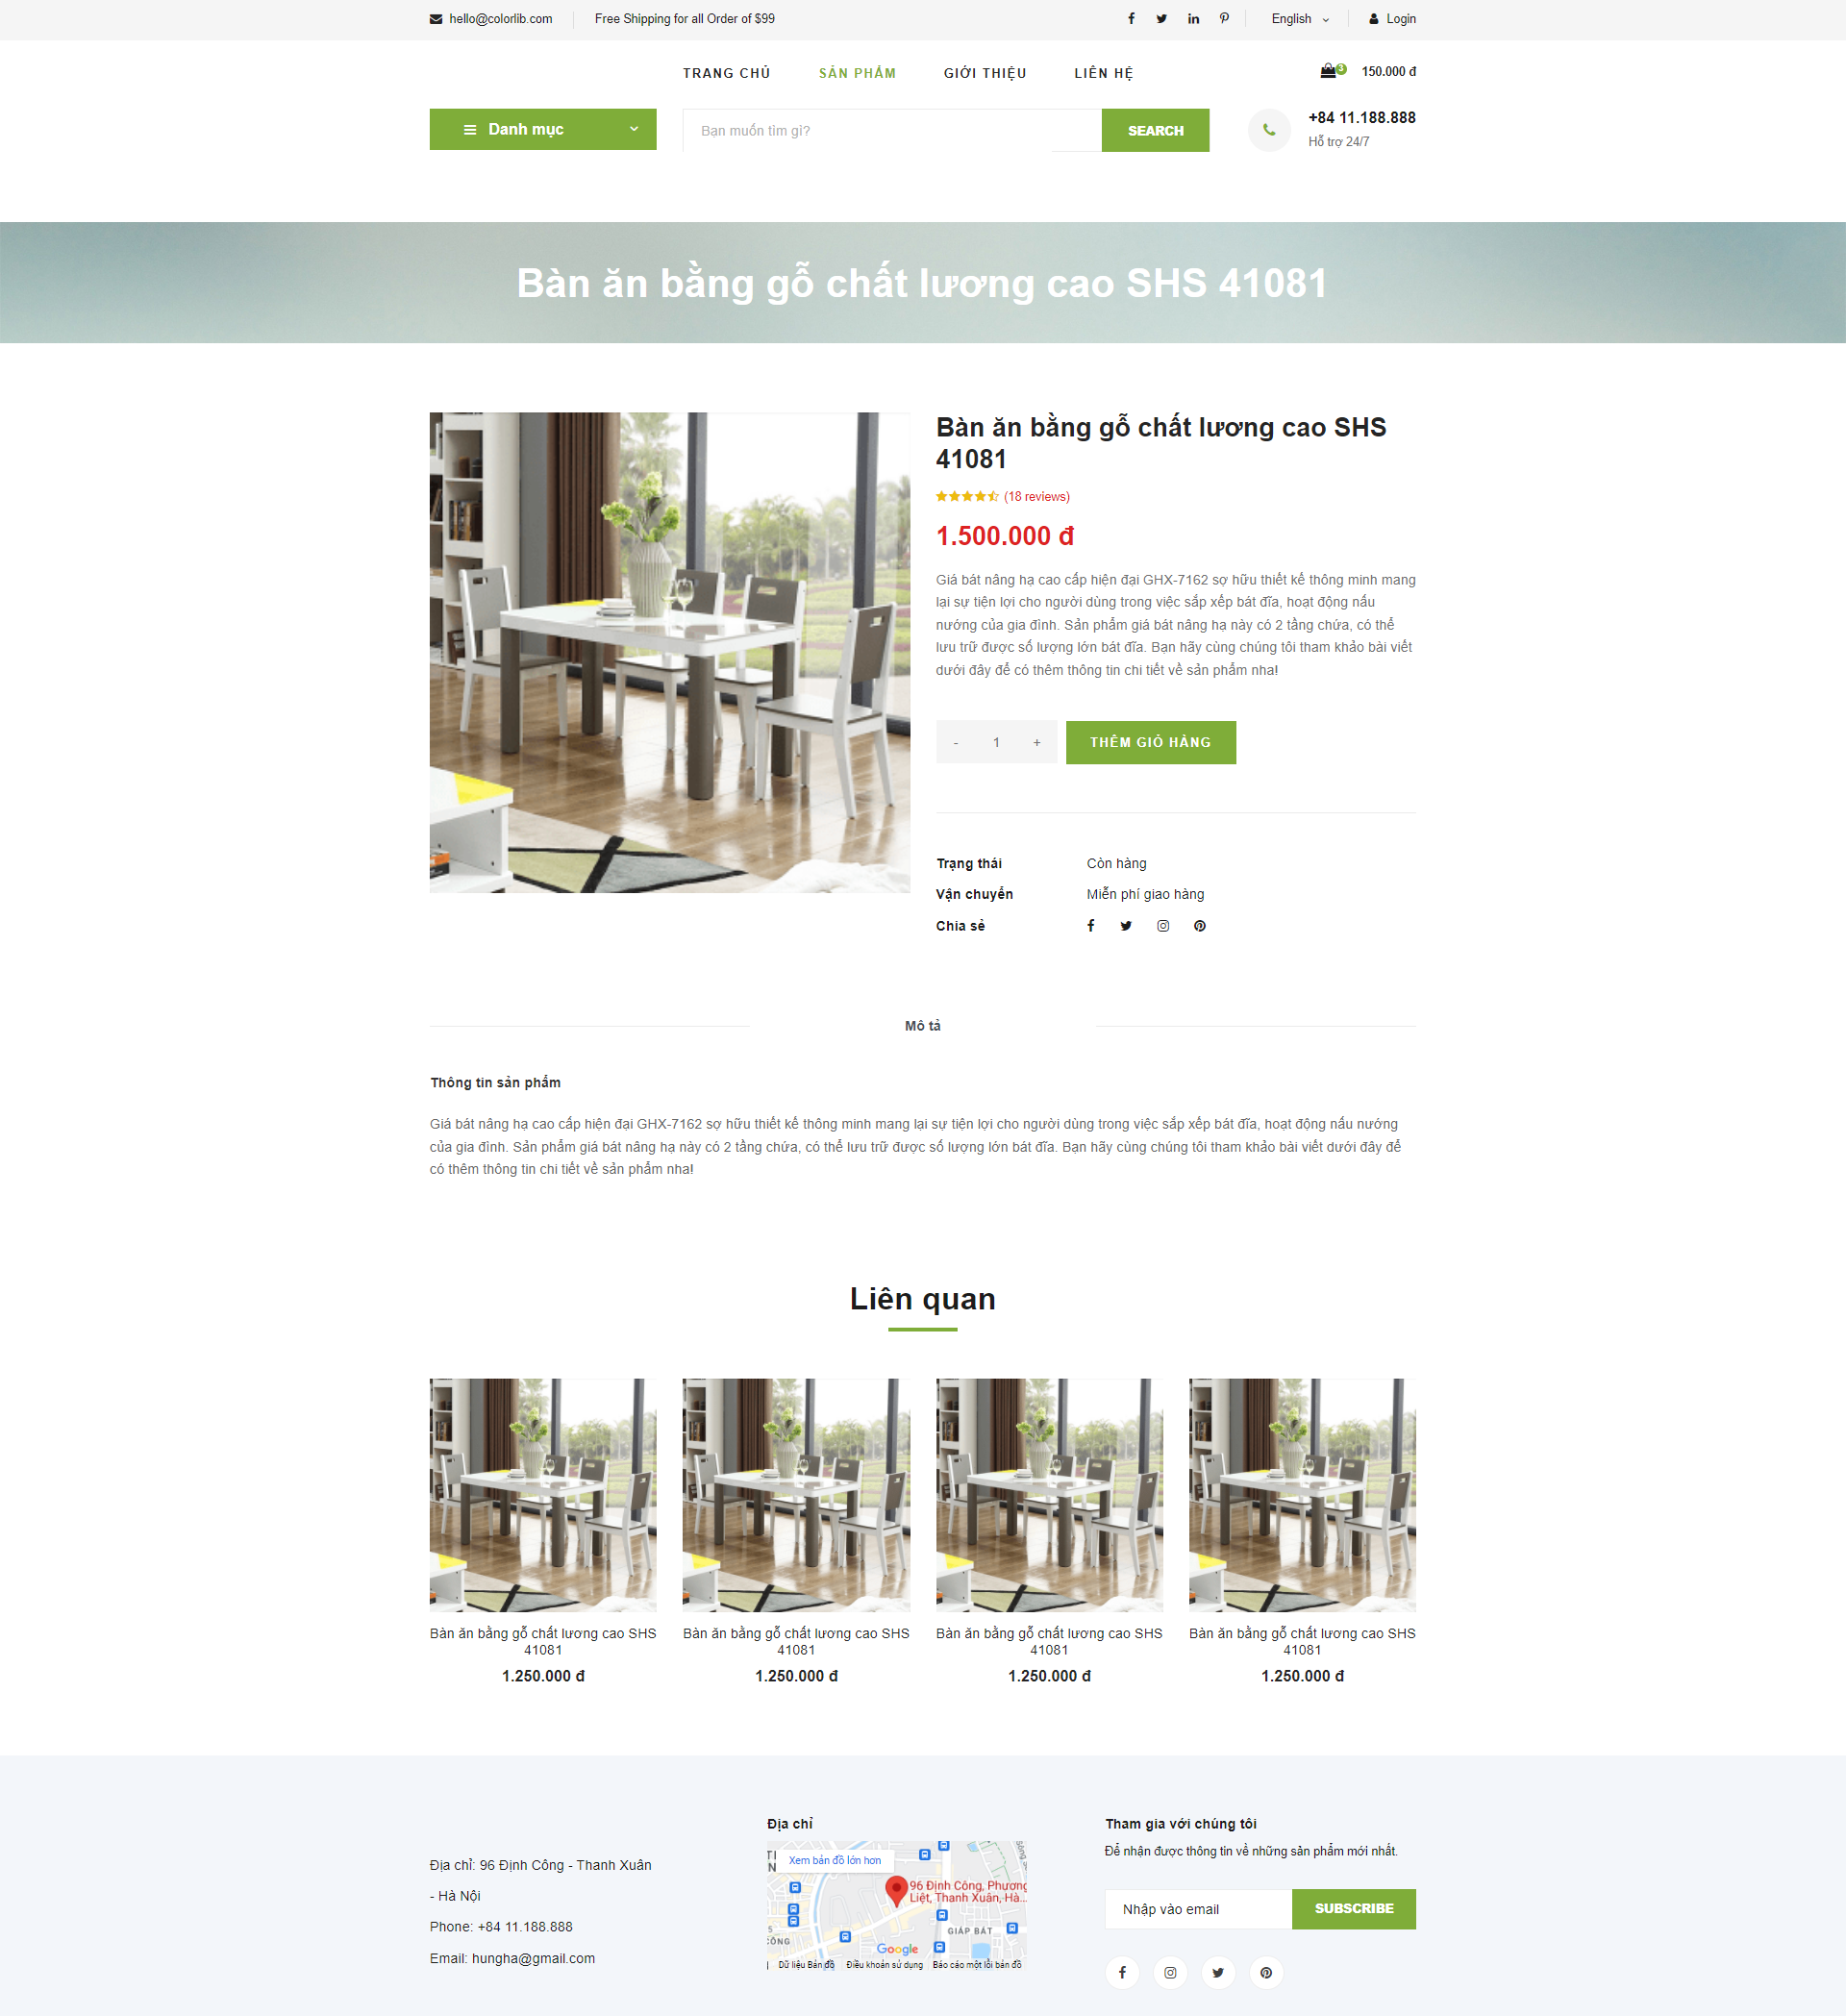 hello@colorlib.com
Free Shipping for all Order of $99
English
Login
TRANG CHỦ
SẢN PHẨM
GIỚI THIỆU
LIÊN HỆ
3
150.000 đ
Danh mục
Bạn muốn tìm gì?
SEARCH
+84 11.188.888
Hỗ trợ 24/7
Bàn ăn bằng gỗ chất lương cao SHS 41081
Bàn ăn bằng gỗ chất lương cao SHS
41081
(18 reviews)
1.500.000 đ
Giá bát nâng hạ cao cấp hiện đại GHX-7162 sợ hữu thiết kế thông minh mang
lại sự tiện lợi cho người dùng trong việc sắp xếp bát đĩa, hoạt động nấu
nướng của gia đình. Sản phẩm giá bát nâng hạ này có 2 tầng chứa, có thể
lưu trữ được số lượng lớn bát đĩa. Bạn hãy cùng chúng tôi tham khảo bài viết
dưới đây để có thêm thông tin chi tiết về sản phẩm nha!
- 1 +
THÊM GIỎ HÀNG
Trạng thái
Còn hàng
Vận chuyển
Miễn phí giao hàng
Chia sẻ
Mô tả
Thông tin sản phẩm
Giá bát nâng hạ cao cấp hiện đại GHX-7162 sợ hữu thiết kế thông minh mang lại sự tiện lợi cho người dùng trong việc sắp xếp bát đĩa, hoạt động nấu nướng
của gia đình. Sản phẩm giá bát nâng hạ này có 2 tầng chứa, có thể lưu trữ được số lượng lớn bát đĩa. Bạn hãy cùng chúng tôi tham khảo bài viết dưới đây để
có thêm thông tin chi tiết về sản phẩm nha!
Liên quan
Bàn ăn bằng gỗ chất lương cao SHS
41081
1.250.000 đ
Bàn ăn bằng gỗ chất lương cao SHS
41081
1.250.000 đ
Bàn ăn bằng gỗ chất lương cao SHS
41081
1.250.000 đ
Bàn ăn bằng gỗ chất lương cao SHS
41081
1.250.000 đ
Địa chỉ: 96 Định Công - Thanh Xuân
- Hà Nội
Phone: +84 11.188.888
Email: hungha@gmail.com
Địa chỉ
Xem bản đồ lớn hơn
96 Định Công, Phương
Liệt, Thanh Xuân, Hà...
GIÁP BÁT
CÔNG
Google
Dữ liệu Bản đồ
Điều khoản sử dụng
Báo cáo một lỗi bản đồ
Tham gia với chúng tôi
Để nhận được thông tin về những sản phẩm mới nhất.
Nhập vào email
SUBSCRIBE